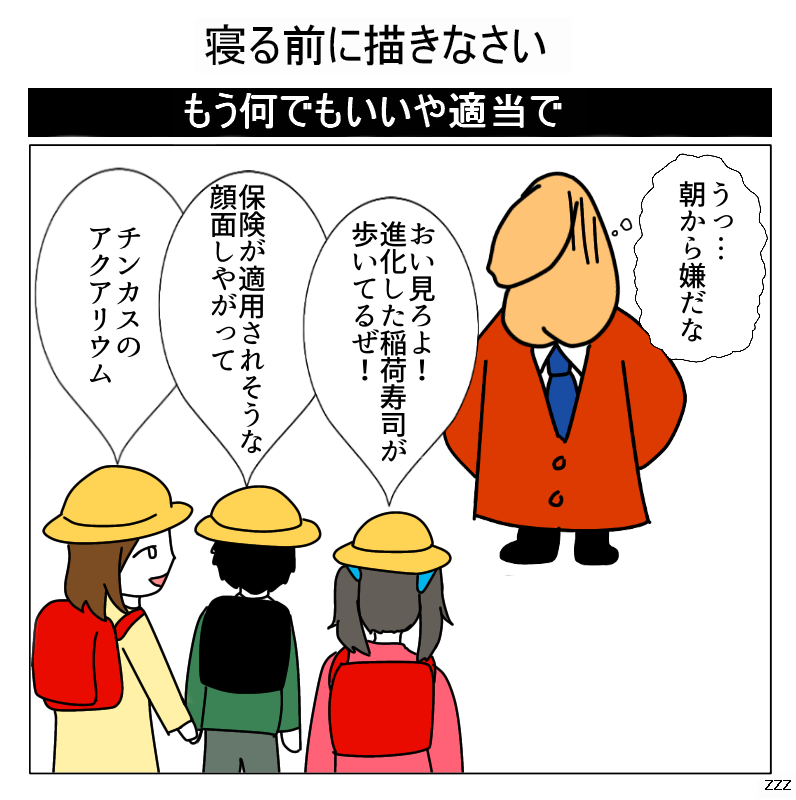 寝る前に描きなさい
もう何でもいいや適当で
うっ…
朝から嫌だな
おい見ろよ！
進化した稲荷寿司が
歩いてるぜ！
保険が適用されそうな
顔面しやがって
チンカスの
アクアリウム
ZZZ